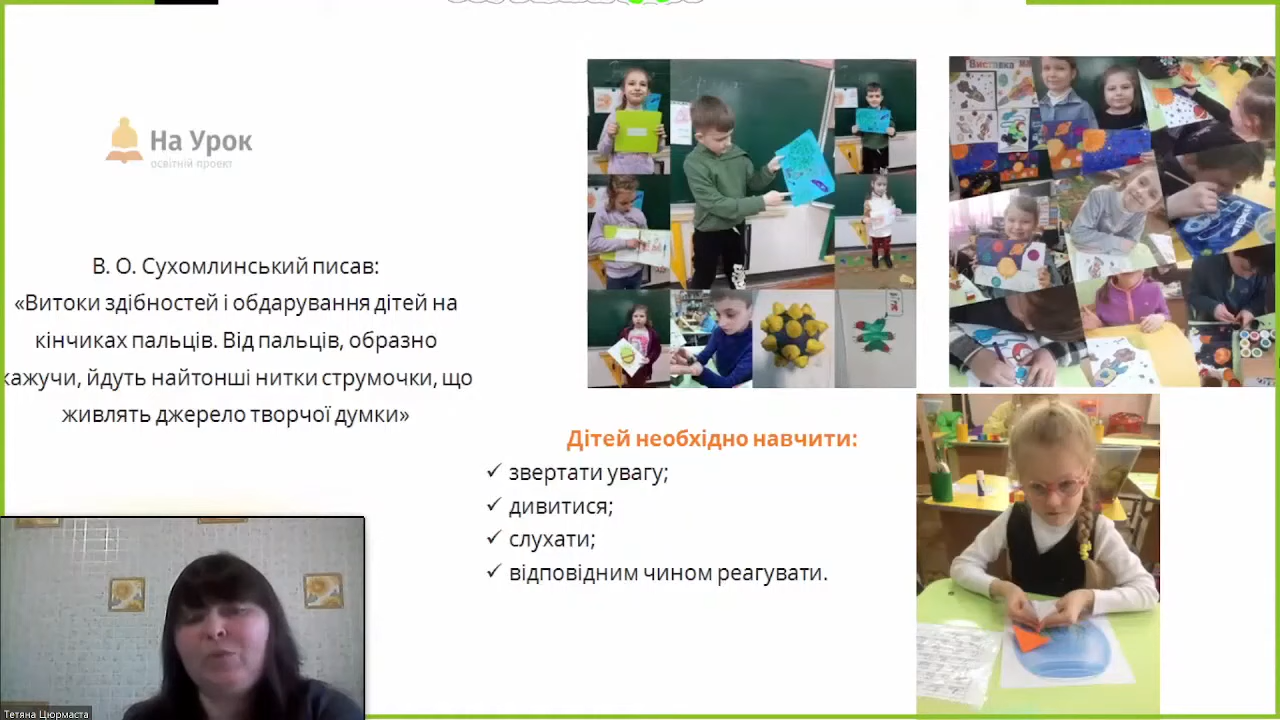 На Урок
освітній проект
В. О. Сухомлинський писав:
«Витоки здібностей і обдарування дітей на
кінчиках пальців. Від пальців, образно
кажучи, йдуть найтонші нитки струмочки, що
живлять джерело творчої думки»
Виставка
Дітей необхідно навчити:
✓ звертати увагу;
✓ дивитися;
✓ слухати;
✓ відповідним чином реагувати.
Тетяна Цюрмаста